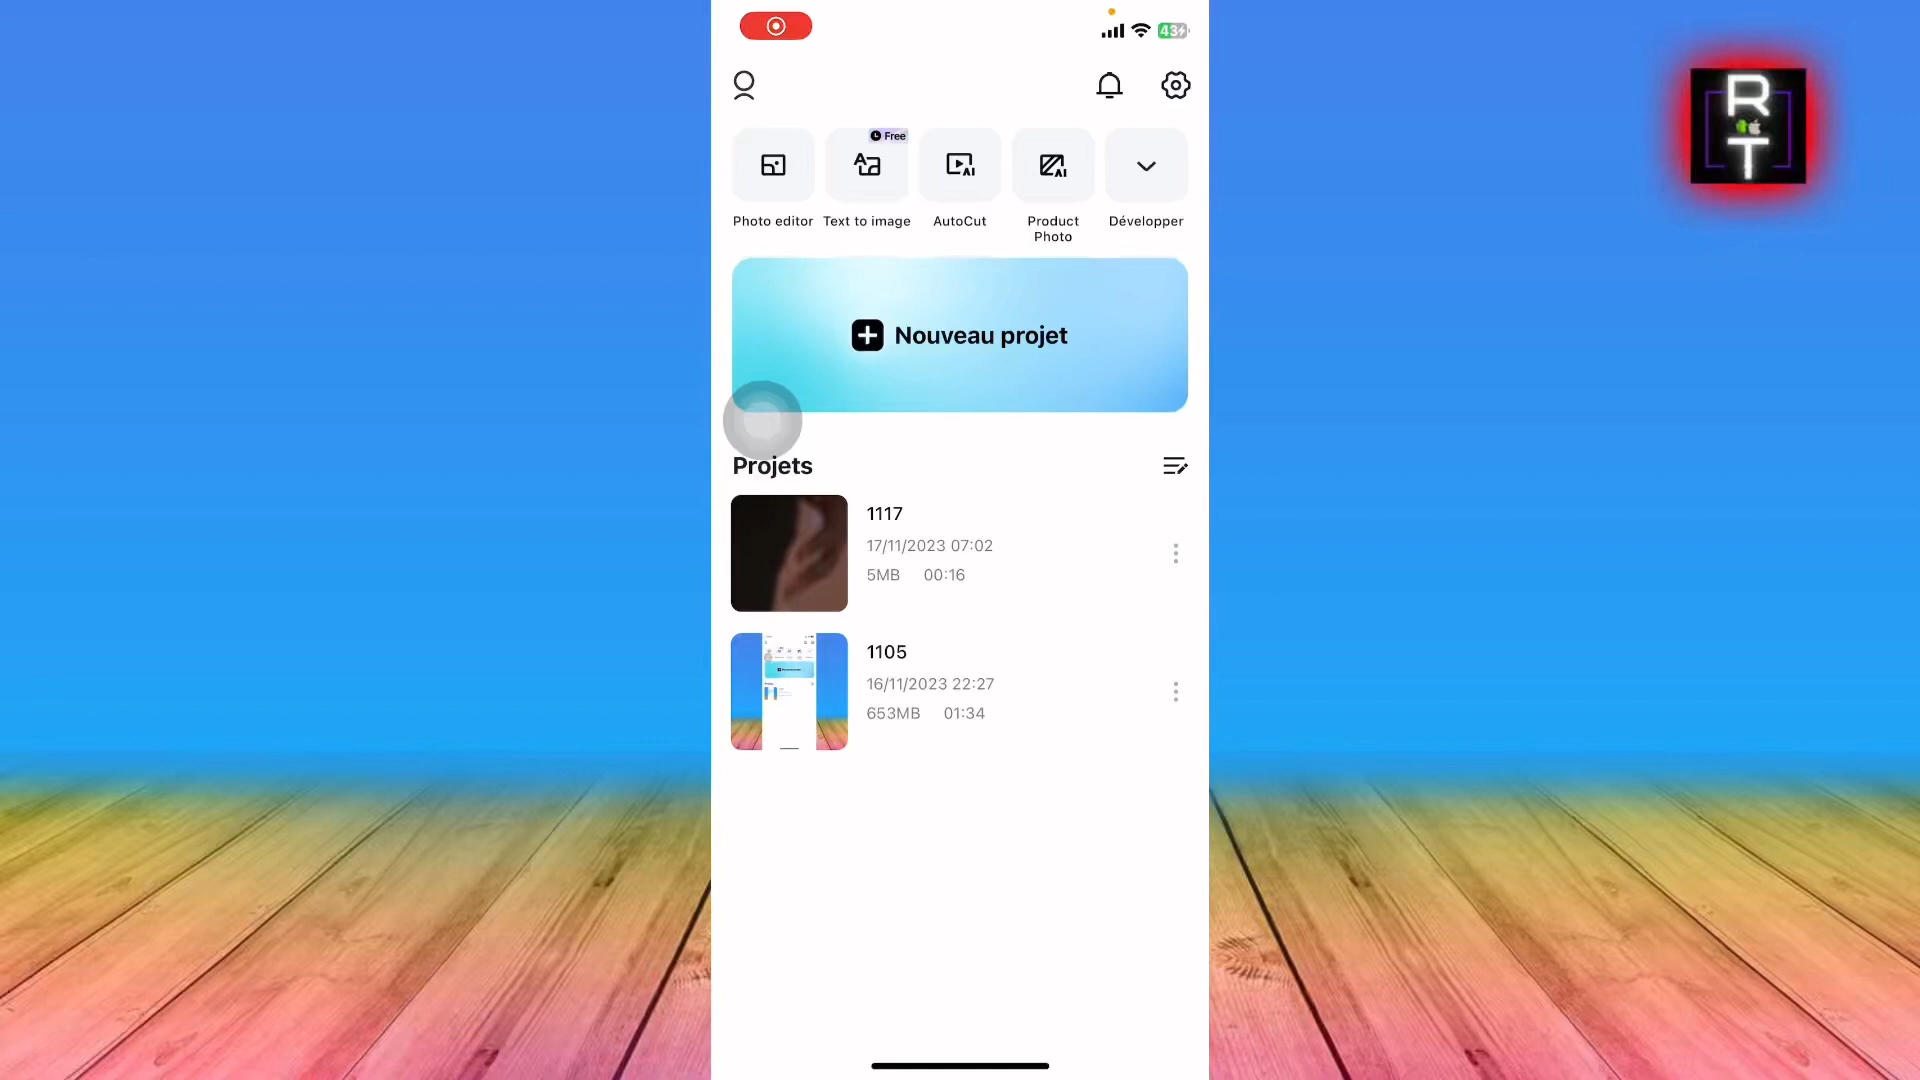 43
R
T
Free
Photo editor
Text to image
AutoCut
Product
Photo
Développer
Nouveau projet
Projets
1117
17/11/2023 07:02
5MB 00:16
1105
16/11/2023 22:27
653MB 01:34